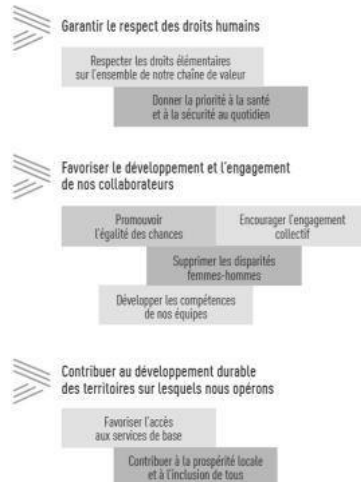 Garantir le respect des droits humains
Respecter les droits élémentaires
sur l'ensemble de notre chaîne de valeur
Donner la priorité à la santé
et à la sécurité au quotidien
Favoriser le développement et l'engagement
de nos collaborateurs
Promouvoir
l'égalité des chances
Encourager l'engagement
collectif
Supprimer les disparités
femmes-hommes
Développer les compétences
de nos équipes
Contribuer au développement durable
des territoires sur lesquels nous opérons
Favoriser l'accès
aux services de base
Contribuer à la prospérité locale
et à l'inclusion de tous